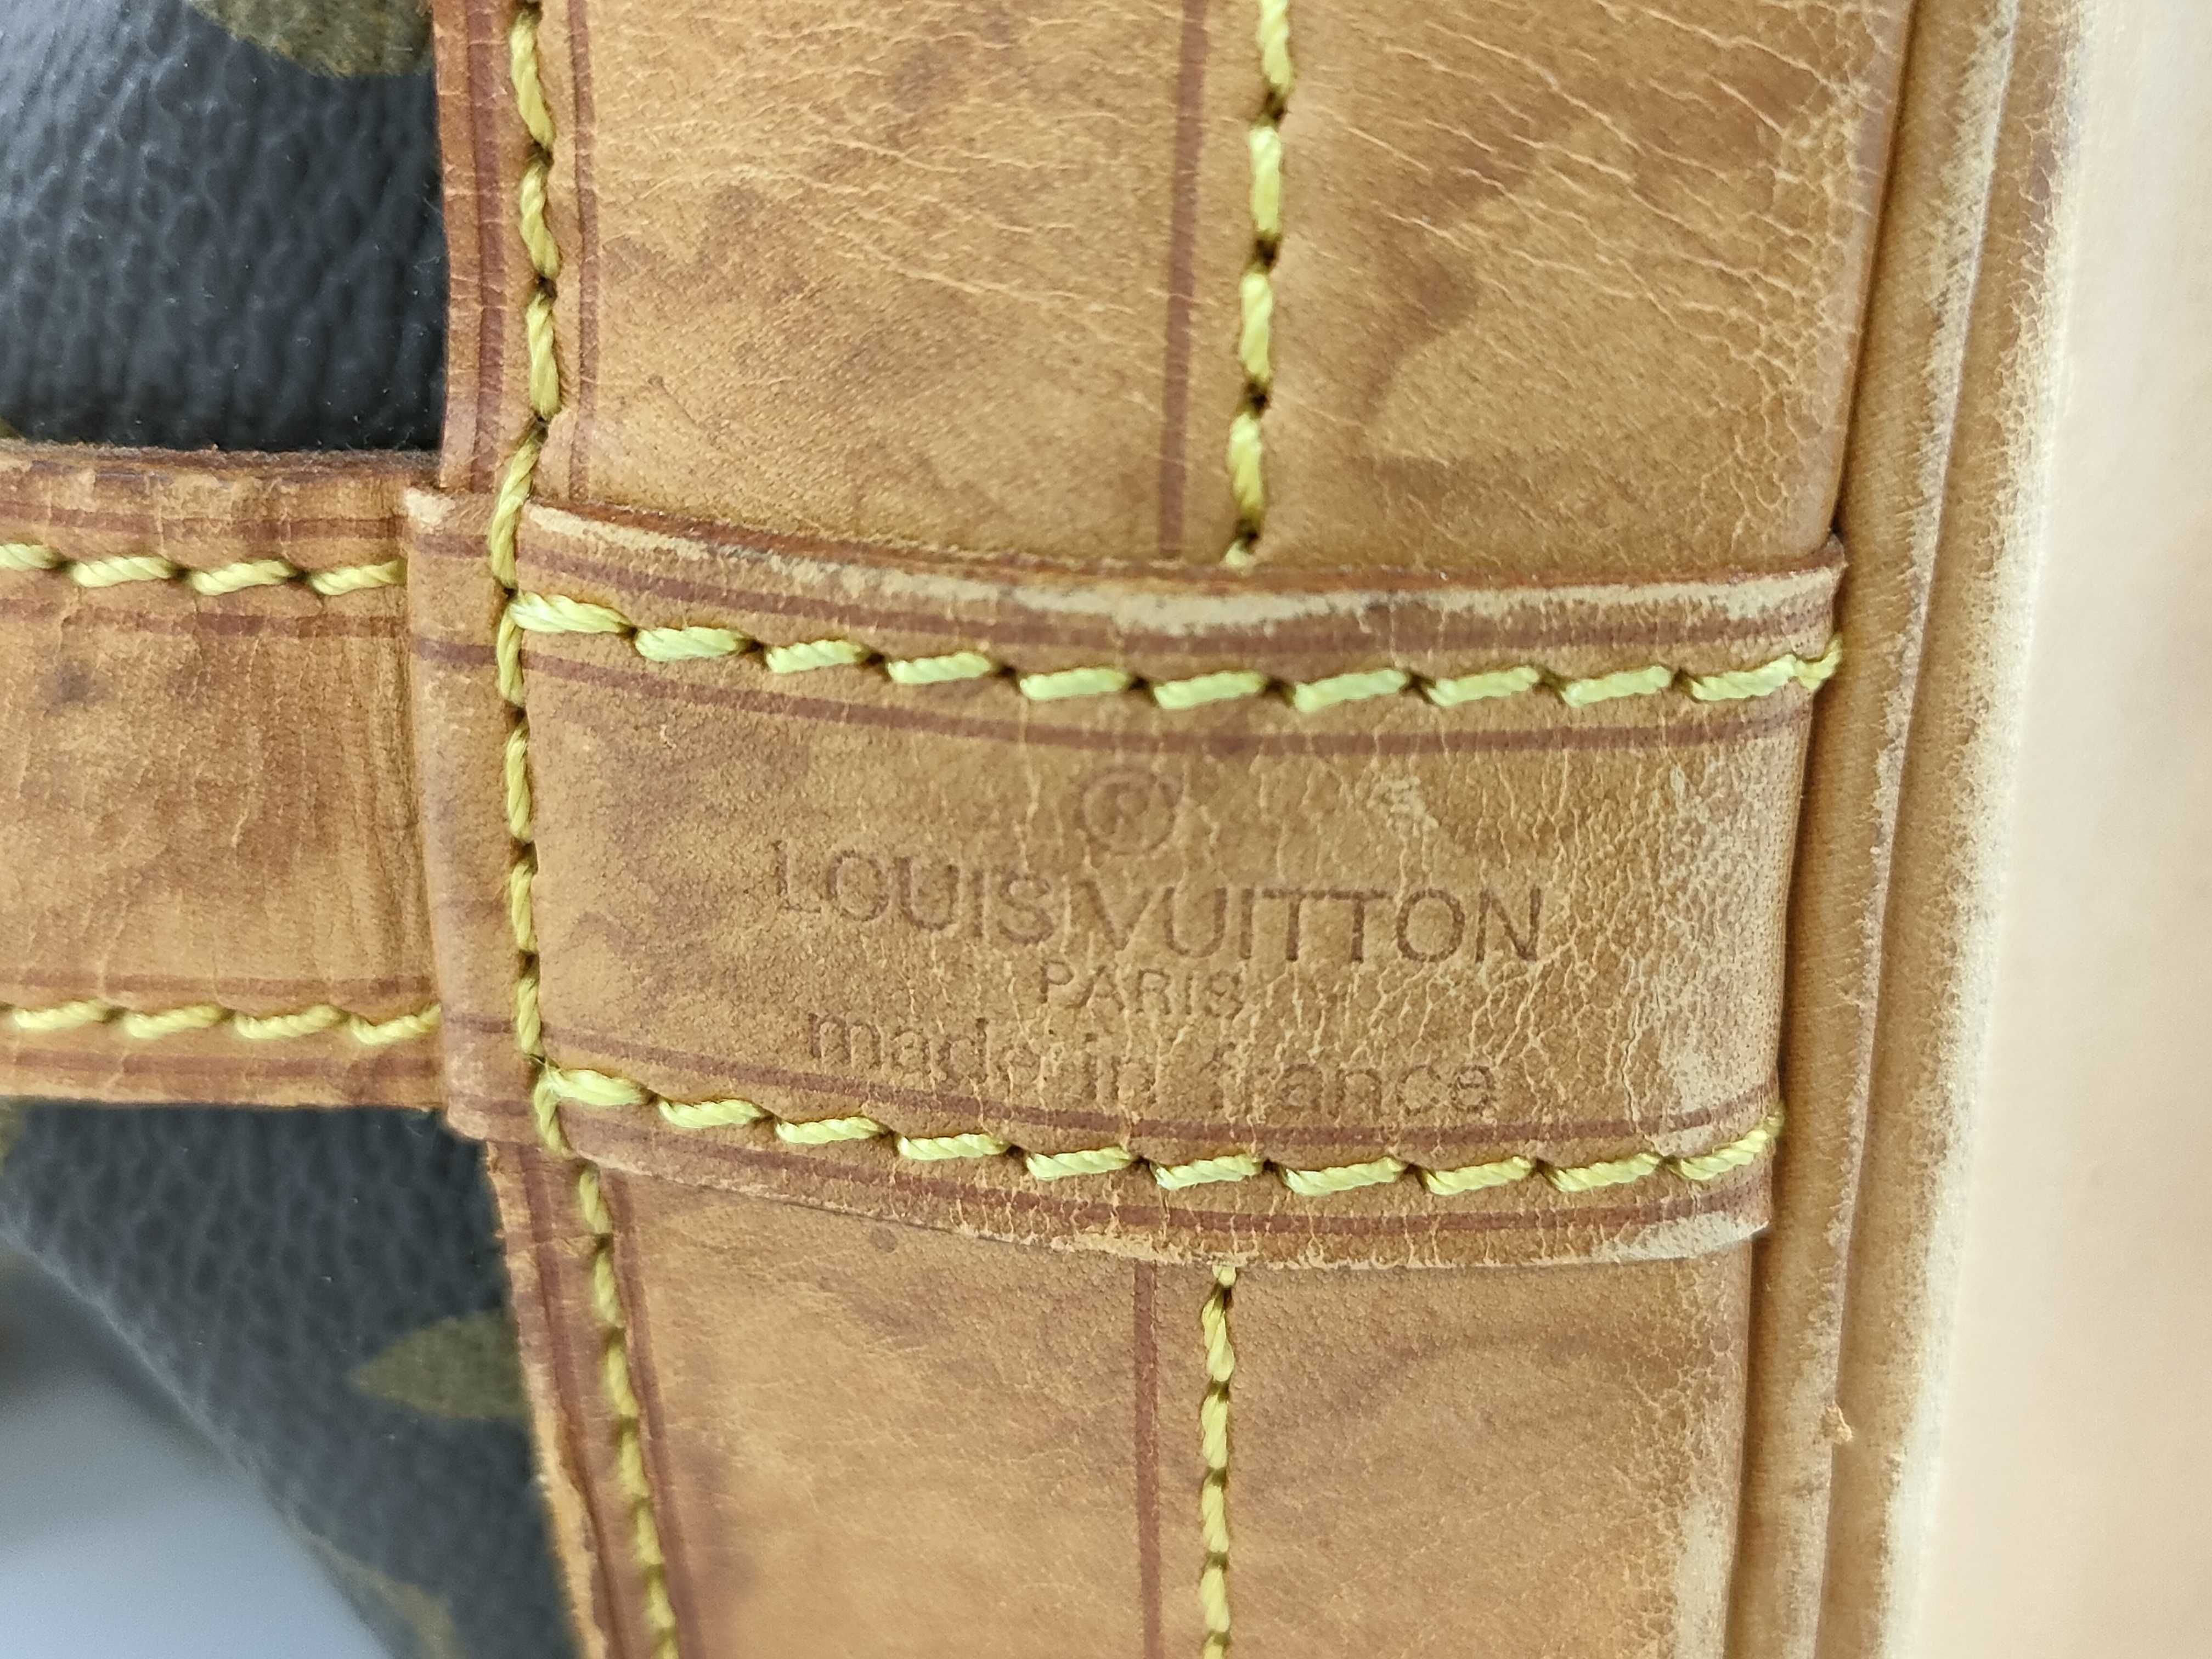 ®
LOUIS VUITTON
PARIS
made in france